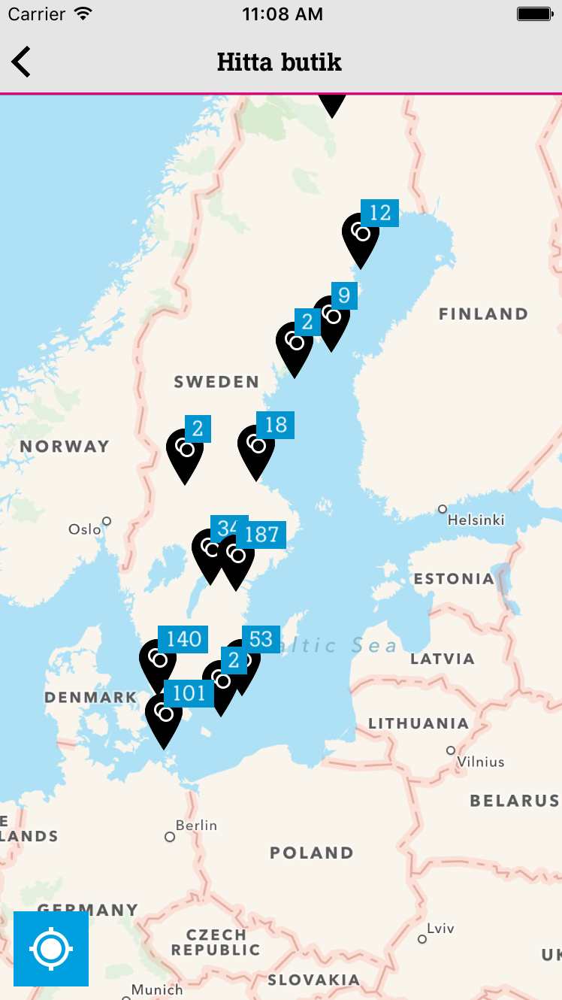 Carrier 11:08 AM
Hitta butik
12
9
2
FINLAND
SWEDEN
2
18
NORWAY
Oslo
Helsinki
34
187
ESTONIA
140
53
altic Sea
2
LATVIA
101
DENMARK
LITHUANIA
Vilnius
BELARUS
E
LANDS
Berlin
POLAND
GERMANY
Lviv
CZECH
REPUBLIC
UK
SLOVAKIA
Munich